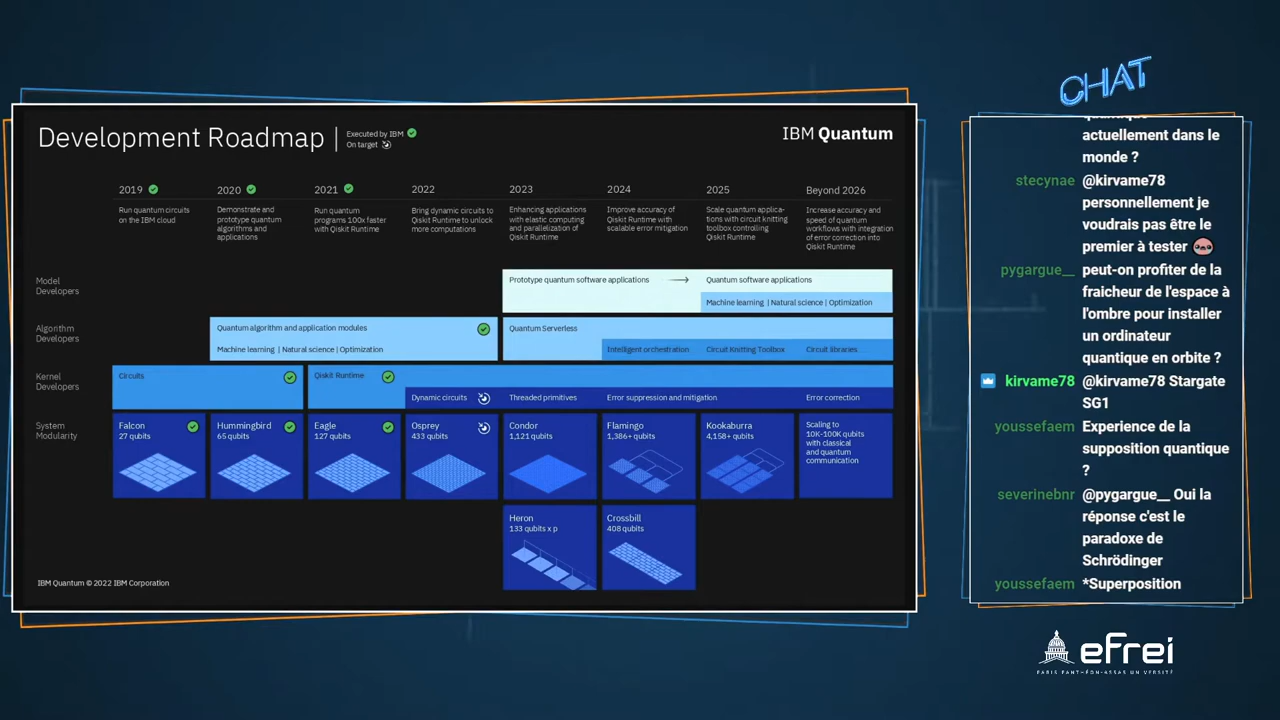 CHAT
Development Roadmap
Executed by IBM
On target
IBM Quantum
2019
2020
2021
2022
2023
2024
2025
Beyond 2026
Run quantum circuits
on the IBM cloud
Demonstrate and
prototype quantum
algorithms and
applications
Run quantum
programs 100x faster
with Qiskit Runtime
Bring dynamic circuits to
Qiskit Runtime to unlock
more computations
Enhancing applications
with elastic computing
and parallelization of
Qiskit Runtime
Improve accuracy of
Qiskit Runtime with
scalable error mitigation
Scale quantum applica-
tions with circuit knitting
toolbox controlling
Qiskit Runtime
Increase accuracy and
speed of quantum
workflows with integration
of error correction into
Qiskit Runtime
Model
Developers
Prototype quantum software applications →
Quantum software applications
Machine learning | Natural science | Optimization
Algorithm
Developers
Quantum algorithm and application modules
Machine learning | Natural science | Optimization
Quantum Serverless
Intelligent orchestration
Circuit Knitting Toolbox
Circuit libraries
Kernel
Developers
Circuits
Qiskit Runtime
Dynamic circuits
Threaded primitives
Error suppression and mitigation
Error correction
System
Modularity
Falcon
27 qubits
Hummingbird
65 qubits
Eagle
127 qubits
Osprey
433 qubits
Condor
1,121 qubits
Flamingo
1,386+ qubits
Kookaburra
4,158+ qubits
Scaling to
10K-100K qubits
with classical
and quantum
communication
Heron
133 qubits x p
Crossbill
408 qubits
IBM Quantum © 2022 IBM Corporation
quantique
actuellement dans le
monde ?
stecynae @kirvame78
personnellement je
voudrais pas être le
premier à tester
pygargue__ peut-on profiter de la
fraicheur de l'espace à
l'ombre pour installer
un ordinateur
quantique en orbite ?
kirvame78 @kirvame78 Stargate
SG1
youssefaem Experience de la
supposition quantique
?
severinebnr @pygargue__ Oui la
réponse c'est le
paradoxe de
Schrödinger
youssefaem *Superposition
efrei
PARIS PANTHÉON-ASSAS UNIVERSITÉ